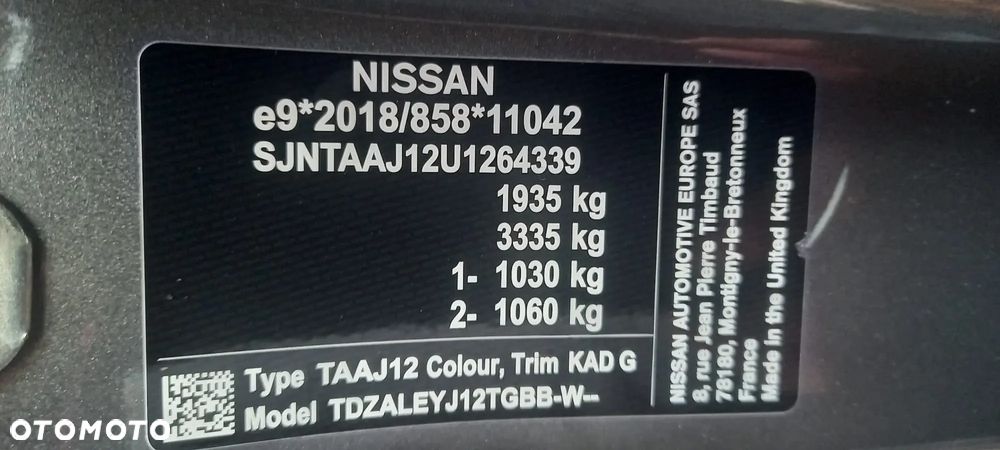 NISSAN
e9*2018/858*11042
SJNTAAJ12U1264339
1935 kg
3335 kg
1- 1030 kg
2- 1060 kg
Type TAAJ12 Colour, Trim KAD G
Model TDZALEYJ12TGBB-W--
NISSAN AUTOMOTIVE EUROPE SAS
8, rue Jean Pierre Timbaud
78180, Montigny-le-Bretonneux
France
Made in the United Kingdom
OTOMOTO